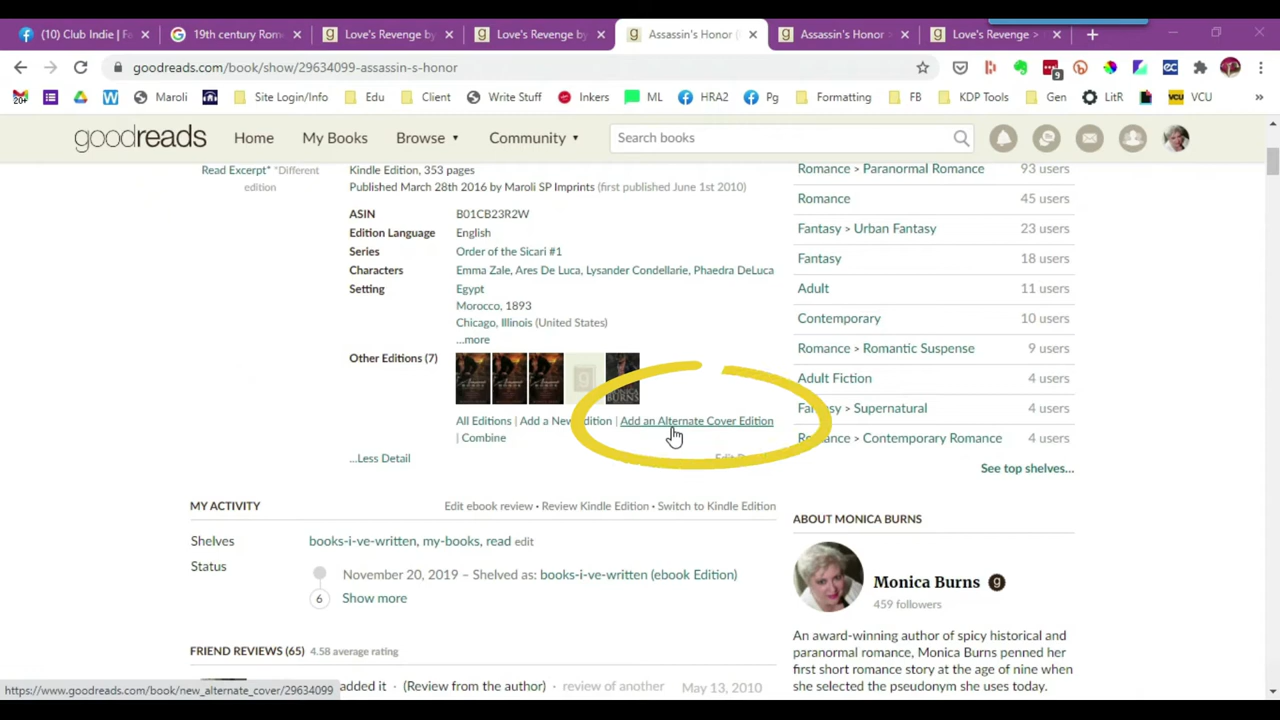 (10) Club Indie | Fa
19th century Rom
Love's Revenge by
Love's Revenge by
Assassin's Honor (
Assassin's Honor >
Love's Revenge >
goodreads.com/book/show/29634099-assassin-s-honor
9
20+
Maroli
Site Login/Info
Edu
Client
Write Stuff
Inkers
ML
HRA2
Pg
Formatting
FB
KDP Tools
Gen
LitR
VCU
VCU
»
goodreads
Home
My Books
Browse
Community
Search books
Read Excerpt* *Different
edition
Kindle Edition, 353 pages
Published March 28th 2016 by Maroli SP Imprints (first published June 1st 2010)
ASIN B01CB23R2W
Edition Language English
Series Order of the Sicari #1
Characters Emma Zale, Ares De Luca, Lysander Condellarie, Phaedra DeLuca
Setting Egypt
Morocco, 1893
Chicago, Illinois (United States)
...more
Other Editions (7)
BURNS
All Editions | Add a New Edition | Add an Alternate Cover Edition
| Combine
...Less Detail
MY ACTIVITY Edit ebook review • Review Kindle Edition • Switch to Kindle Edition
Shelves books-i-ve-written, my-books, read edit
Status
November 20, 2019 – Shelved as: books-i-ve-written (ebook Edition)
6 Show more
FRIEND REVIEWS (65) 4.58 average rating
added it · (Review from the author) · review of another May 13, 2010
Romance > Paranormal Romance 93 users
Romance 45 users
Fantasy > Urban Fantasy 23 users
Fantasy 18 users
Adult 11 users
Contemporary 10 users
Romance > Romantic Suspense 9 users
Adult Fiction 4 users
Fantasy > Supernatural 4 users
Romance > Contemporary Romance 4 users
See top shelves...
ABOUT MONICA BURNS
Monica Burns
459 followers
An award-winning author of spicy historical and
paranormal romance, Monica Burns penned her
first short romance story at the age of nine when
she selected the pseudonym she uses today.
https://www.goodreads.com/book/new_alternate_cover/29634099